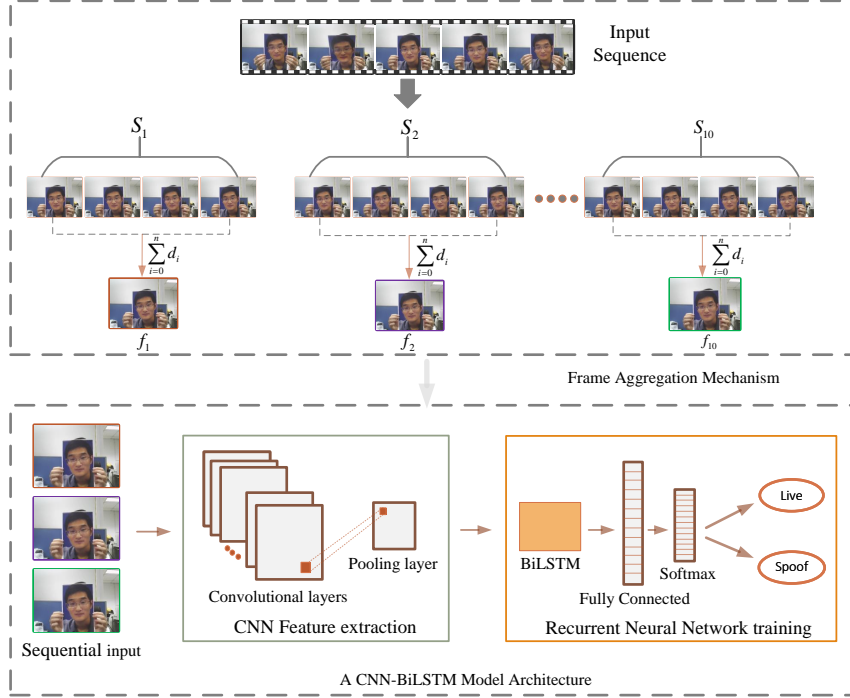 Input
Sequence
S₁
S₂
S₁₀
n
∑ dᵢ
i=0
n
∑ dᵢ
i=0
n
∑ dᵢ
i=0
f₁
f₂
f₁₀
Frame Aggregation Mechanism
Live
BiLSTM
Softmax
Spoof
Pooling layer
Convolutional layers
Fully Connected
CNN Feature extraction
Recurrent Neural Network training
Sequential input
A CNN-BiLSTM Model Architecture